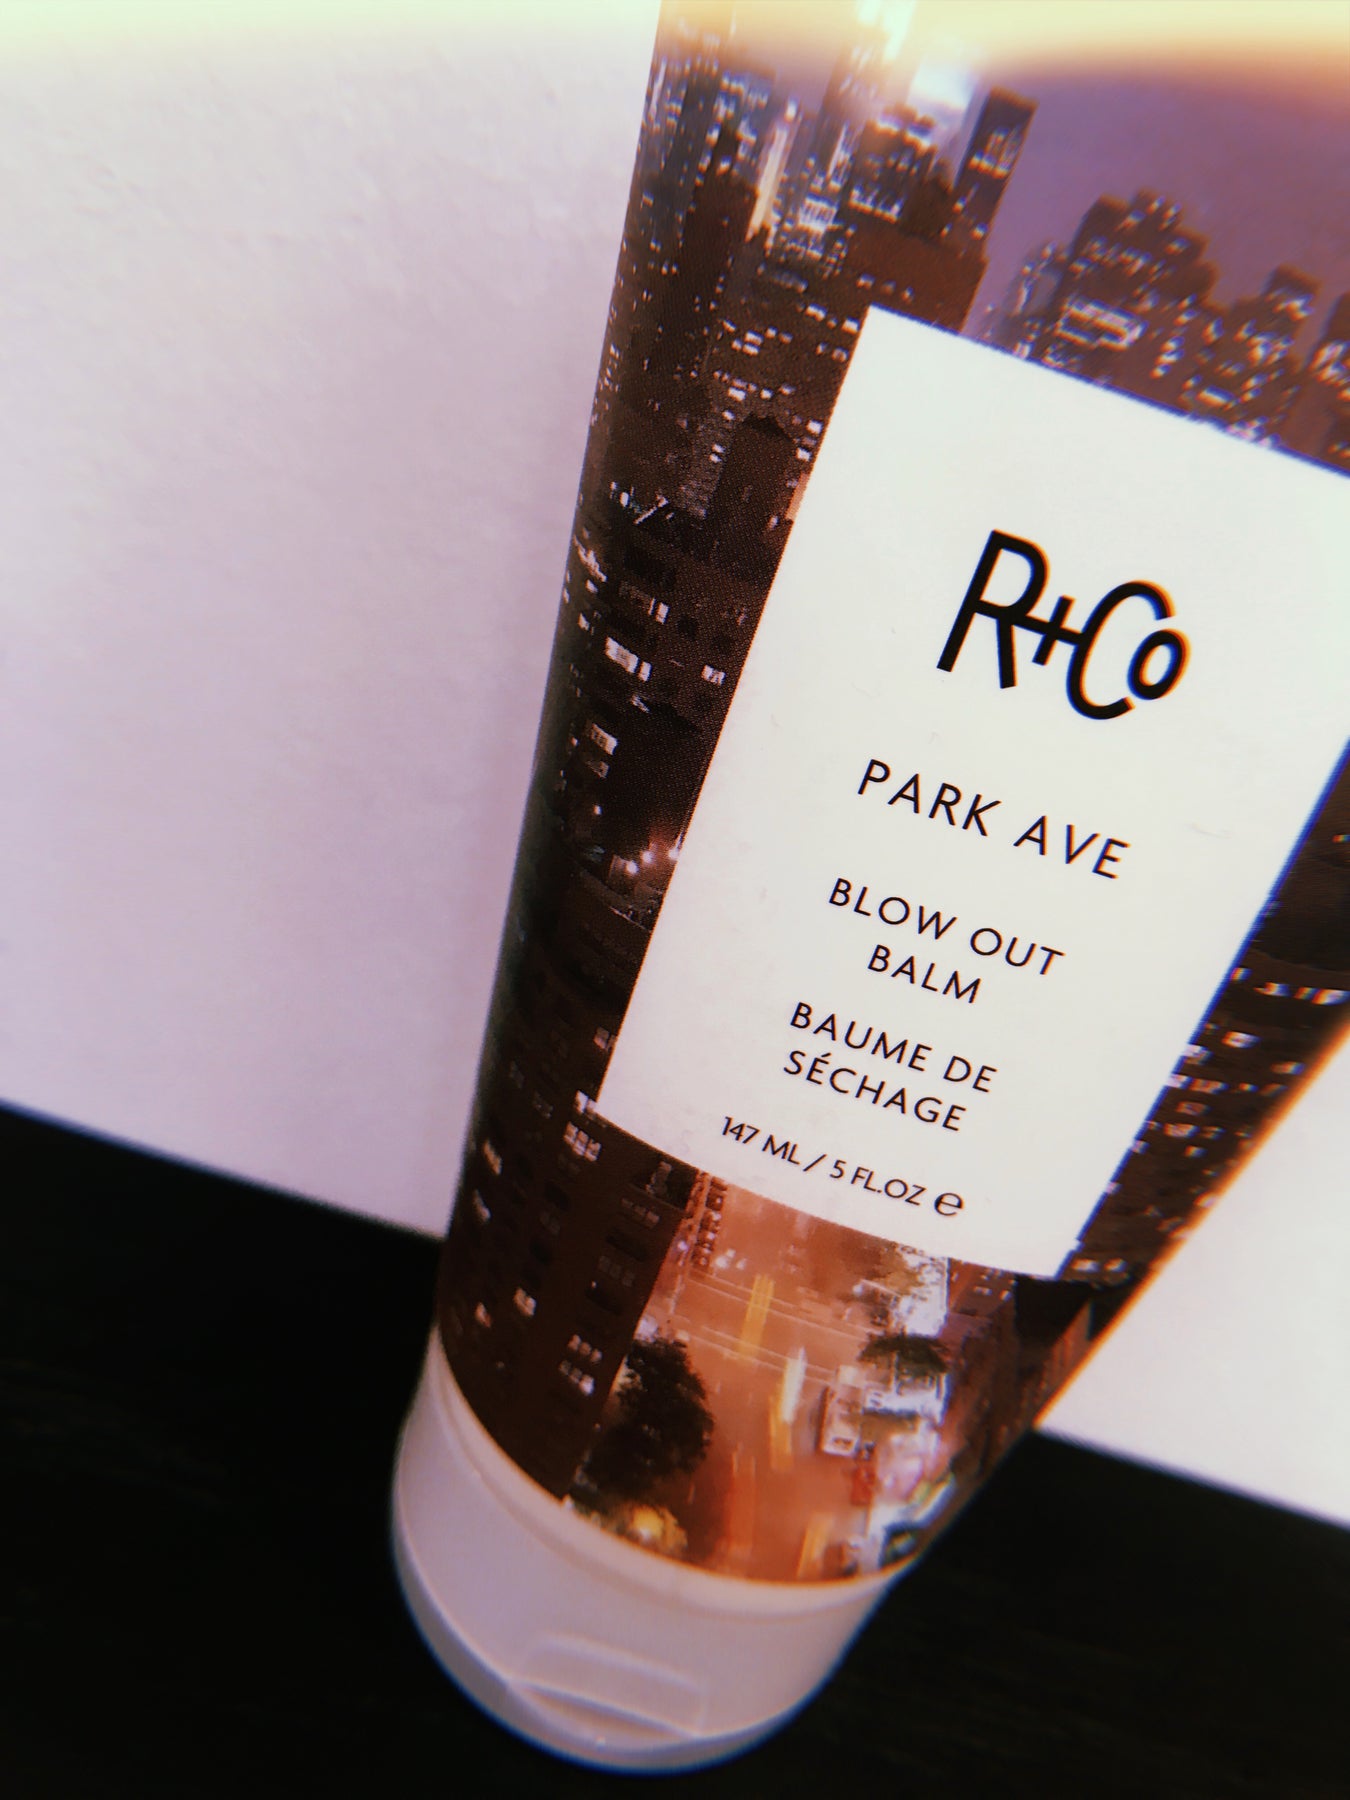 R+Co
PARK AVE
BLOW OUT
BALM
BAUME DE
SÉCHAGE
147 ML / 5 FL.OZ ℮